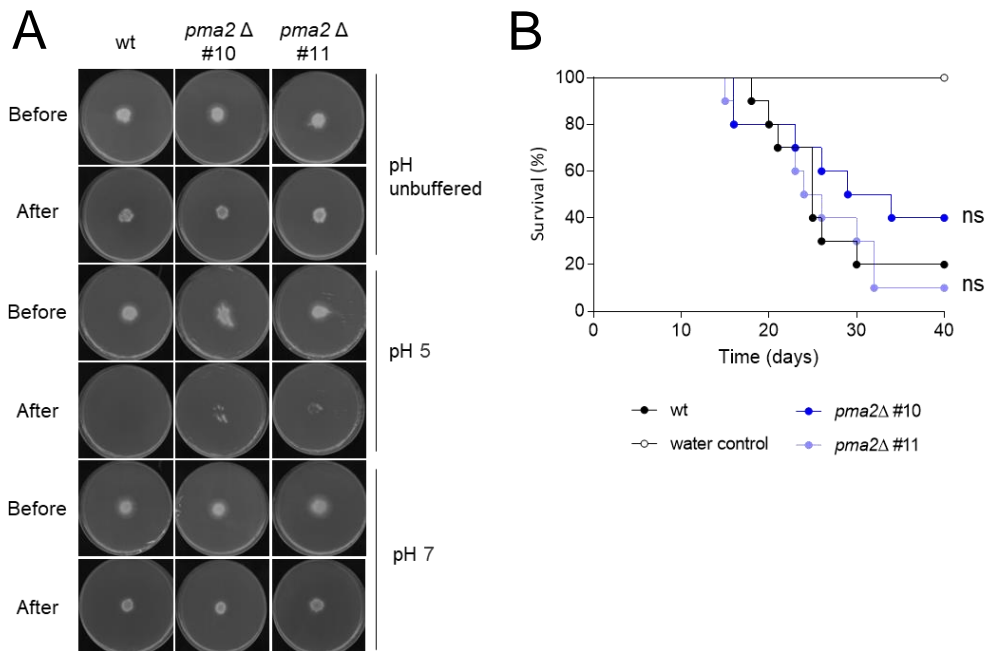 A
wt
pma2 Δ
#10
pma2 Δ
#11
Before
After
pH
unbuffered
Before
After
pH 5
Before
After
pH 7
B
Survival (%)
100
80
60
40
20
0
0
10
20
30
40
Time (days)
ns
ns
wt
water control
pma2Δ #10
pma2Δ #11